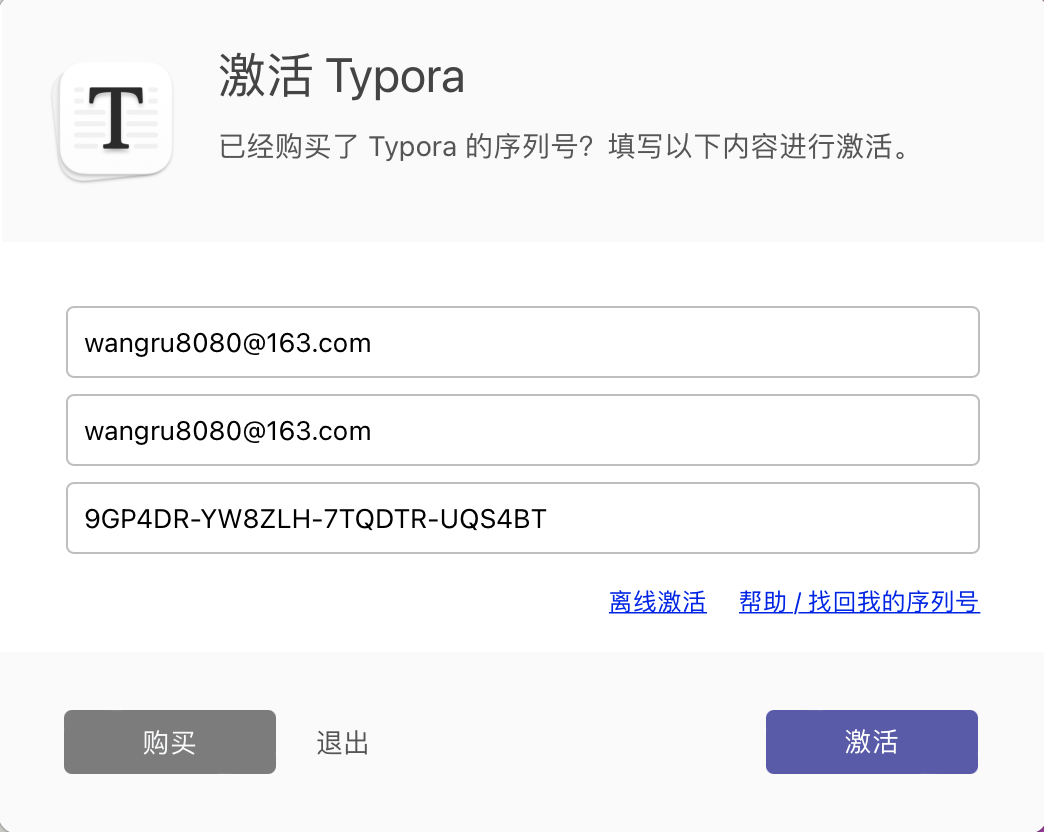 T
激活 Typora
已经购买了 Typora 的序列号？填写以下内容进行激活。
wangru8080@163.com
wangru8080@163.com
9GP4DR-YW8ZLH-7TQDTR-UQS4BT
离线激活 帮助 / 找回我的序列号
购买 退出 激活